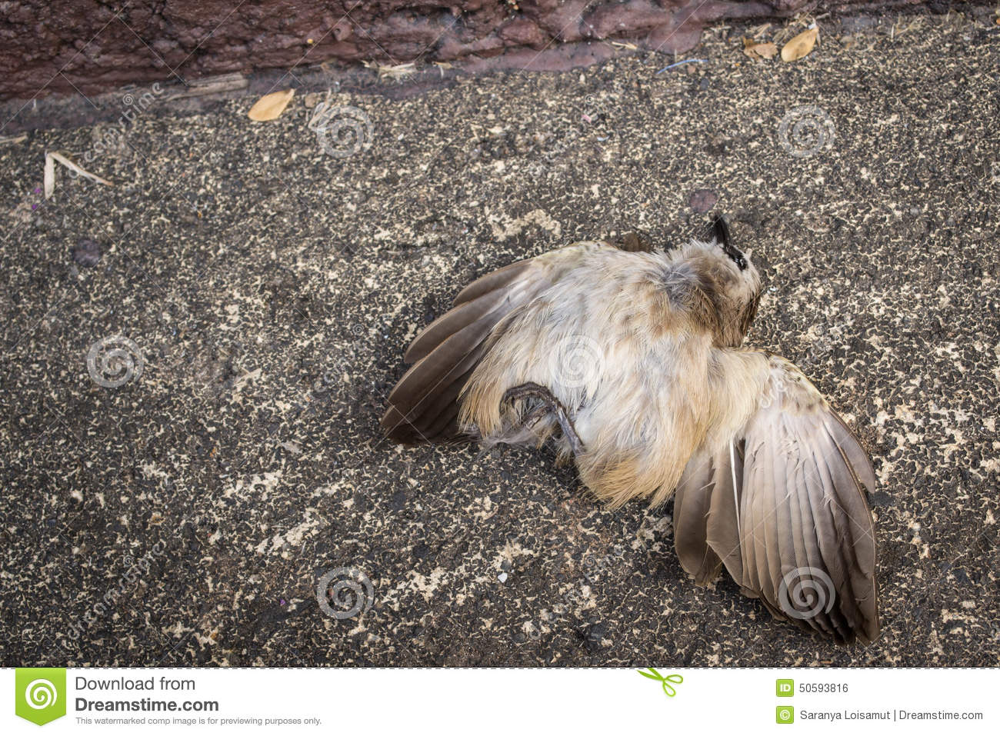 Download from
Dreamstime.com
This watermarked comp image is for previewing purposes only.
ID 50593816
© Saranya Loisamut | Dreamstime.com